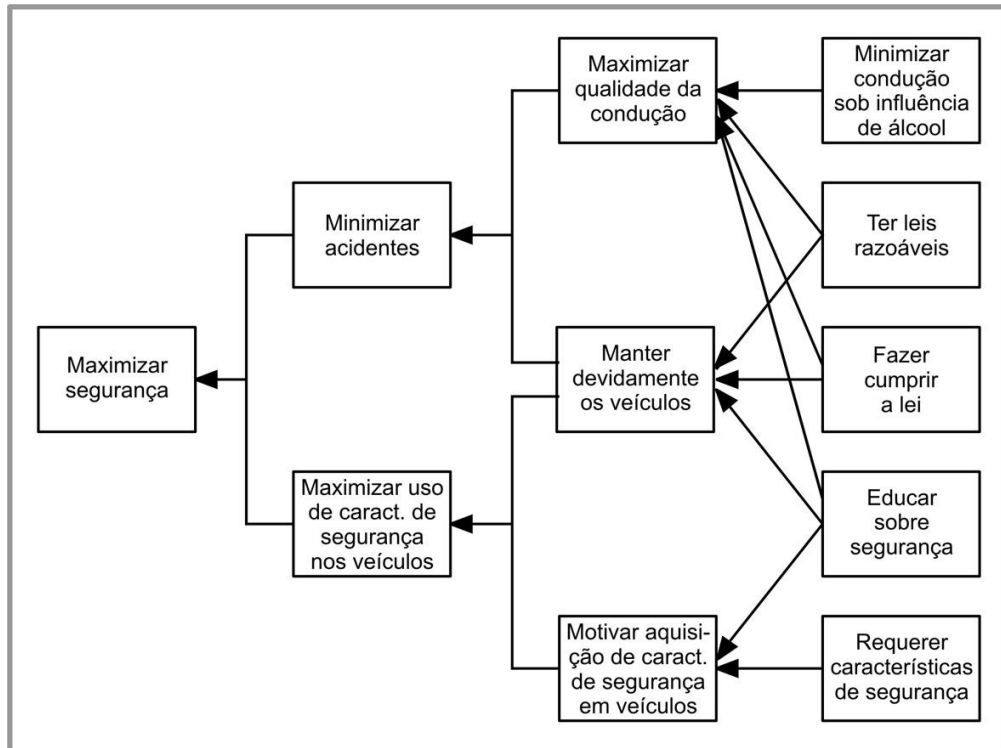 Maximizar
segurança
Minimizar
acidentes
Maximizar uso
de caract. de
segurança
nos veículos
Maximizar
qualidade da
condução
Manter
devidamente
os veículos
Motivar aquisi-
ção de caract.
de segurança
em veículos
Minimizar
condução
sob influência
de álcool
Ter leis
razoáveis
Fazer
cumprir
a lei
Educar
sobre
segurança
Requerer
características
de segurança